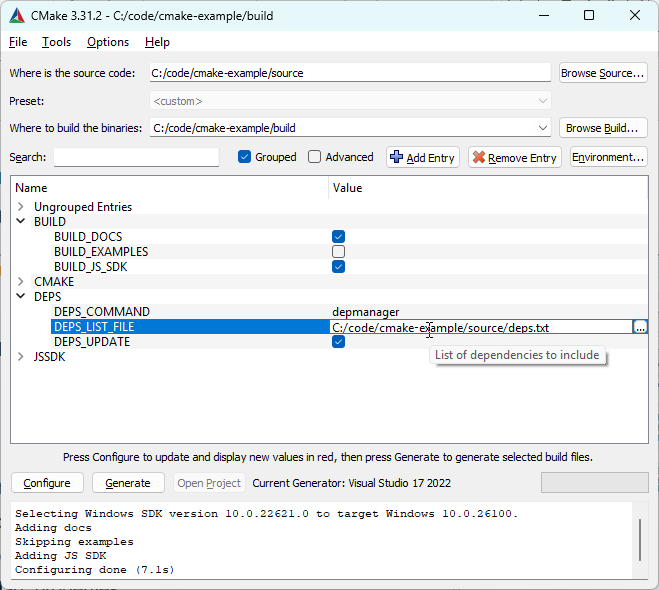 CMake 3.31.2 - C:/code/cmake-example/build
File Tools Options Help
Where is the source code: C:/code/cmake-example/source Browse Source...
Preset: <custom>
Where to build the binaries: C:/code/cmake-example/build Browse Build...
Search: Grouped Advanced Add Entry Remove Entry Environment...
Name Value
Ungrouped Entries
BUILD
BUILD_DOCS
BUILD_EXAMPLES
BUILD_JS_SDK
CMAKE
DEPS
DEPS_COMMAND depmanager
DEPS_LIST_FILE C:/code/cmake-example/source/deps.txt ...
DEPS_UPDATE
List of dependencies to include
JSSDK
Press Configure to update and display new values in red, then press Generate to generate selected build files.
Configure Generate Open Project Current Generator: Visual Studio 17 2022
Selecting Windows SDK version 10.0.22621.0 to target Windows 10.0.26100.
Adding docs
Skipping examples
Adding JS SDK
Configuring done (7.1s)